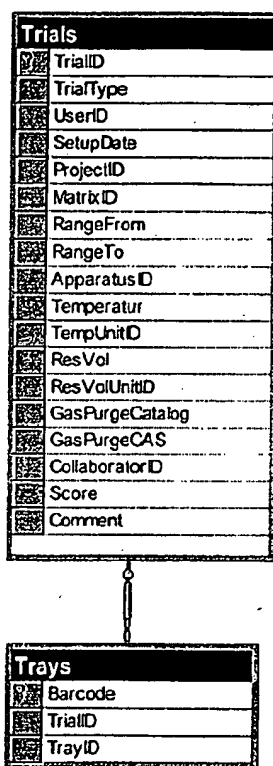 Trials
TrialID
TrialType
UserID
SetupDate
ProjectID
MatrixID
RangeFrom
RangeTo
ApparatusID
Temperatur
TempUnitID
ResVol
ResVolUnitID
GasPurgeCatalog
GasPurgeCAS
CollaboratorID
Score
Comment
Trays
Barcode
TrialID
TrayID